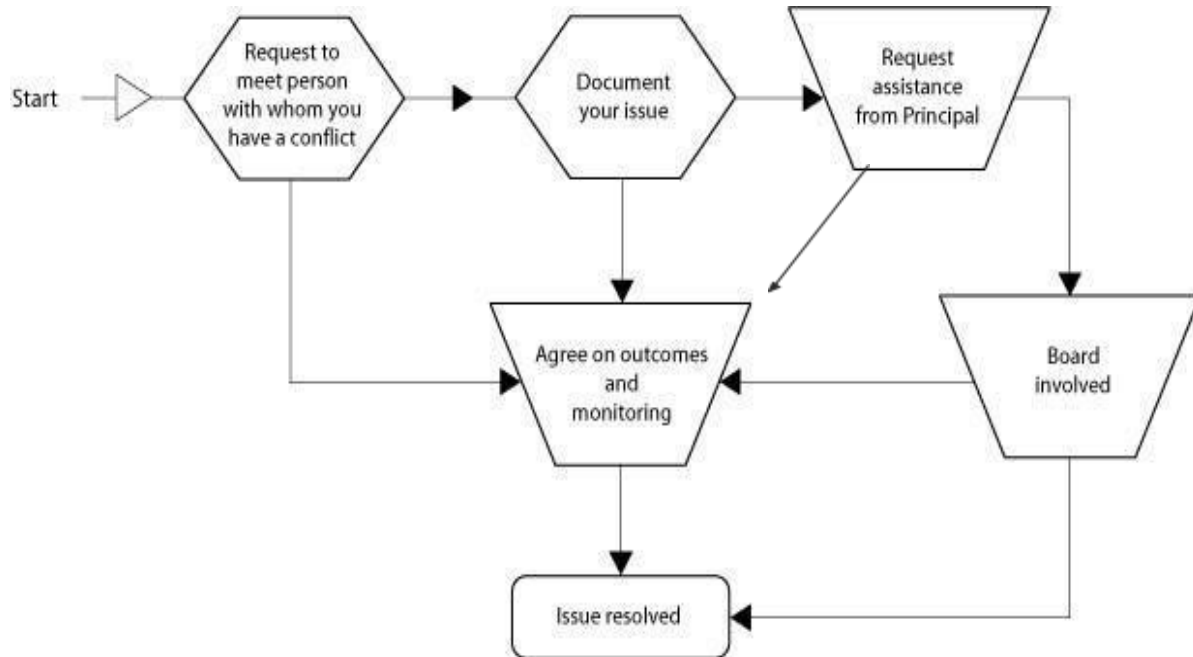 Start
Request to
meet person
with whom you
have a conflict
Document
your issue
Request
assistance
from Principal
Agree on outcomes
and
monitoring
Board
involved
Issue resolved